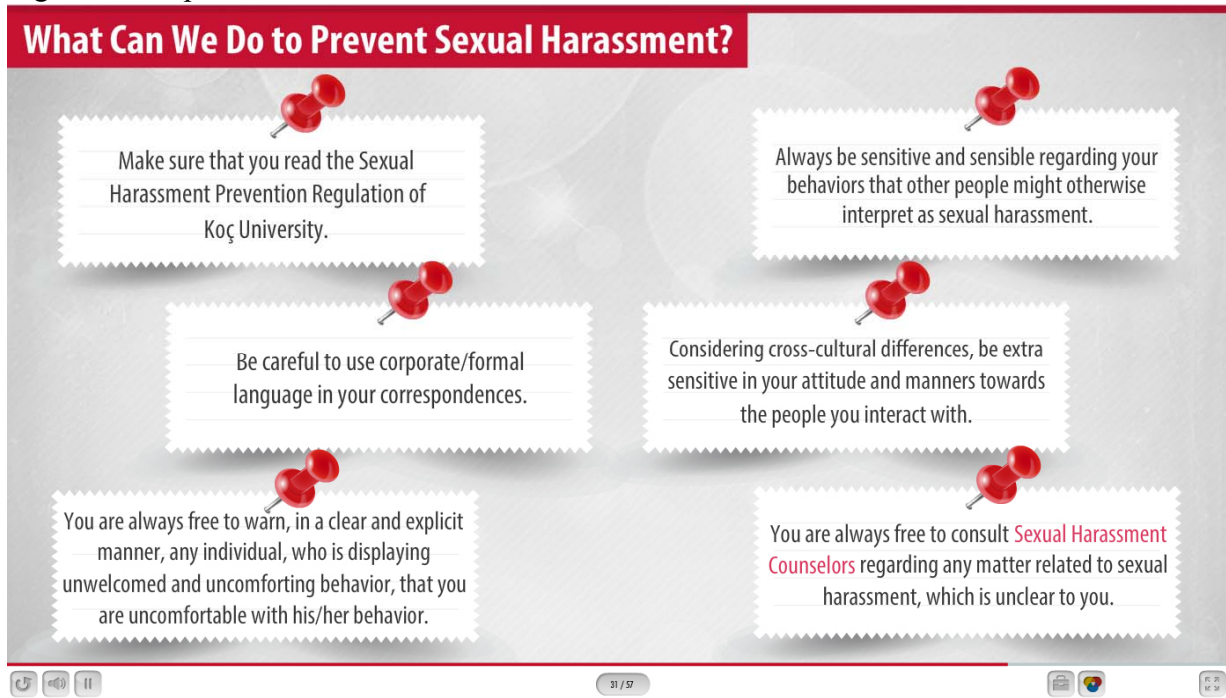 What Can We Do to Prevent Sexual Harassment?
Make sure that you read the Sexual
Harassment Prevention Regulation of
Koç University.
Always be sensitive and sensible regarding your
behaviors that other people might otherwise
interpret as sexual harassment.
Be careful to use corporate/formal
language in your correspondences.
Considering cross-cultural differences, be extra
sensitive in your attitude and manners towards
the people you interact with.
You are always free to warn, in a clear and explicit
manner, any individual, who is displaying
unwelcomed and uncomforting behavior, that you
are uncomfortable with his/her behavior.
You are always free to consult Sexual Harassment
Counselors regarding any matter related to sexual
harassment, which is unclear to you.
31 / 57